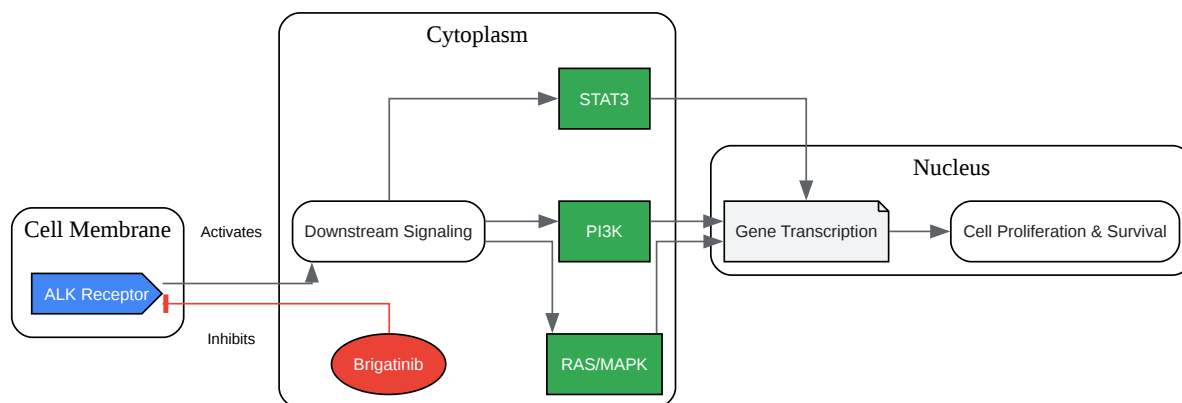 Cytoplasm
STAT3
Nucleus
Cell Membrane
Activates
Downstream Signaling
PI3K
Gene Transcription
Cell Proliferation & Survival
ALK Receptor
Inhibits
Brigatinib
RAS/MAPK